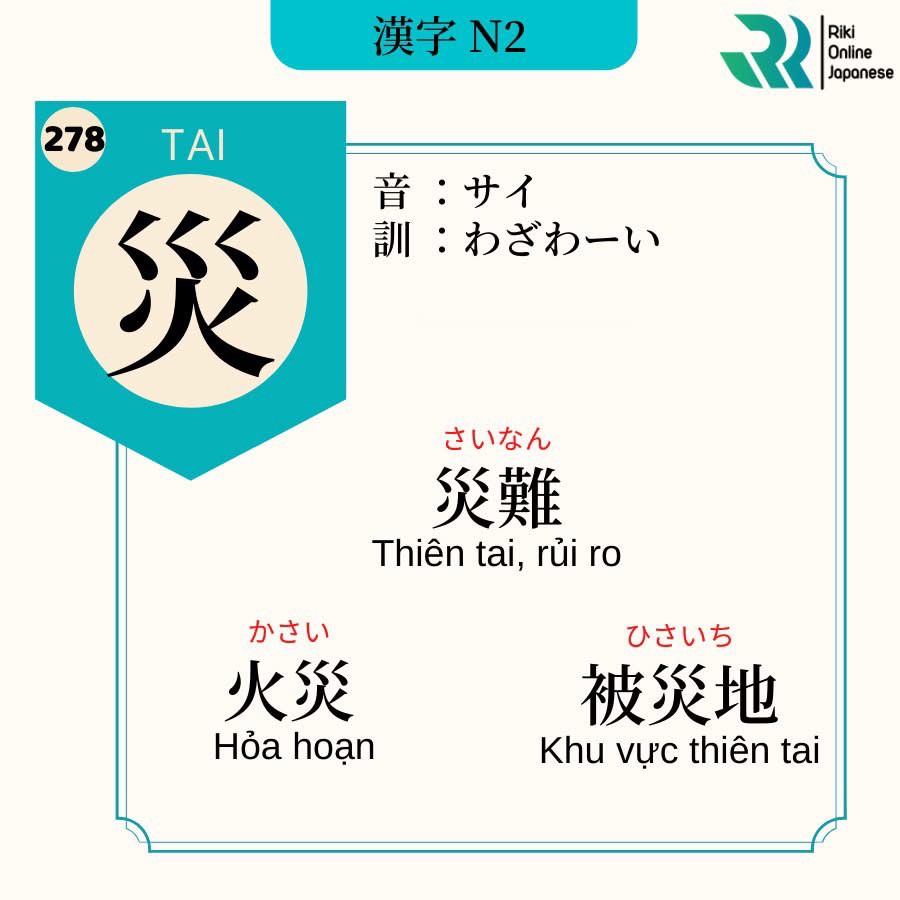 漢字 N2
Riki
Online
Japanese
278
TAI
災
音 ：サイ
訓 ：わざわーい
さいなん
災難
Thiên tai, rủi ro
かさい
火災
Hỏa hoạn
ひさいち
被災地
Khu vực thiên tai